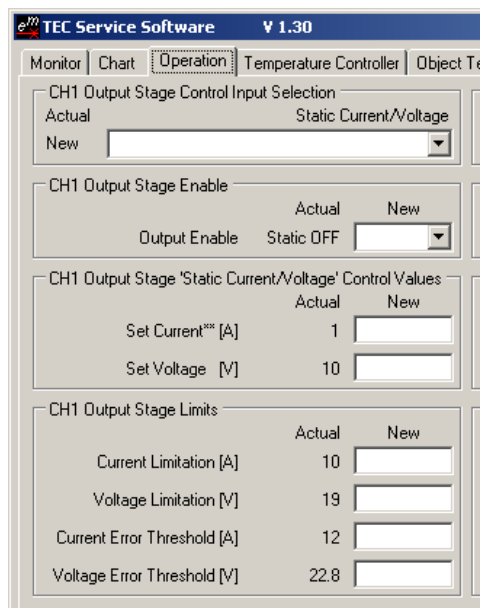 em TEC Service Software V 1.30
Monitor Chart Operation Temperature Controller Object Te
CH1 Output Stage Control Input Selection
Actual Static Current/Voltage
New
CH1 Output Stage Enable
Actual New
Output Enable Static OFF
CH1 Output Stage 'Static Current/Voltage' Control Values
Actual New
Set Current** [A] 1
Set Voltage [V] 10
CH1 Output Stage Limits
Actual New
Current Limitation [A] 10
Voltage Limitation [V] 19
Current Error Threshold [A] 12
Voltage Error Threshold [V] 22.8